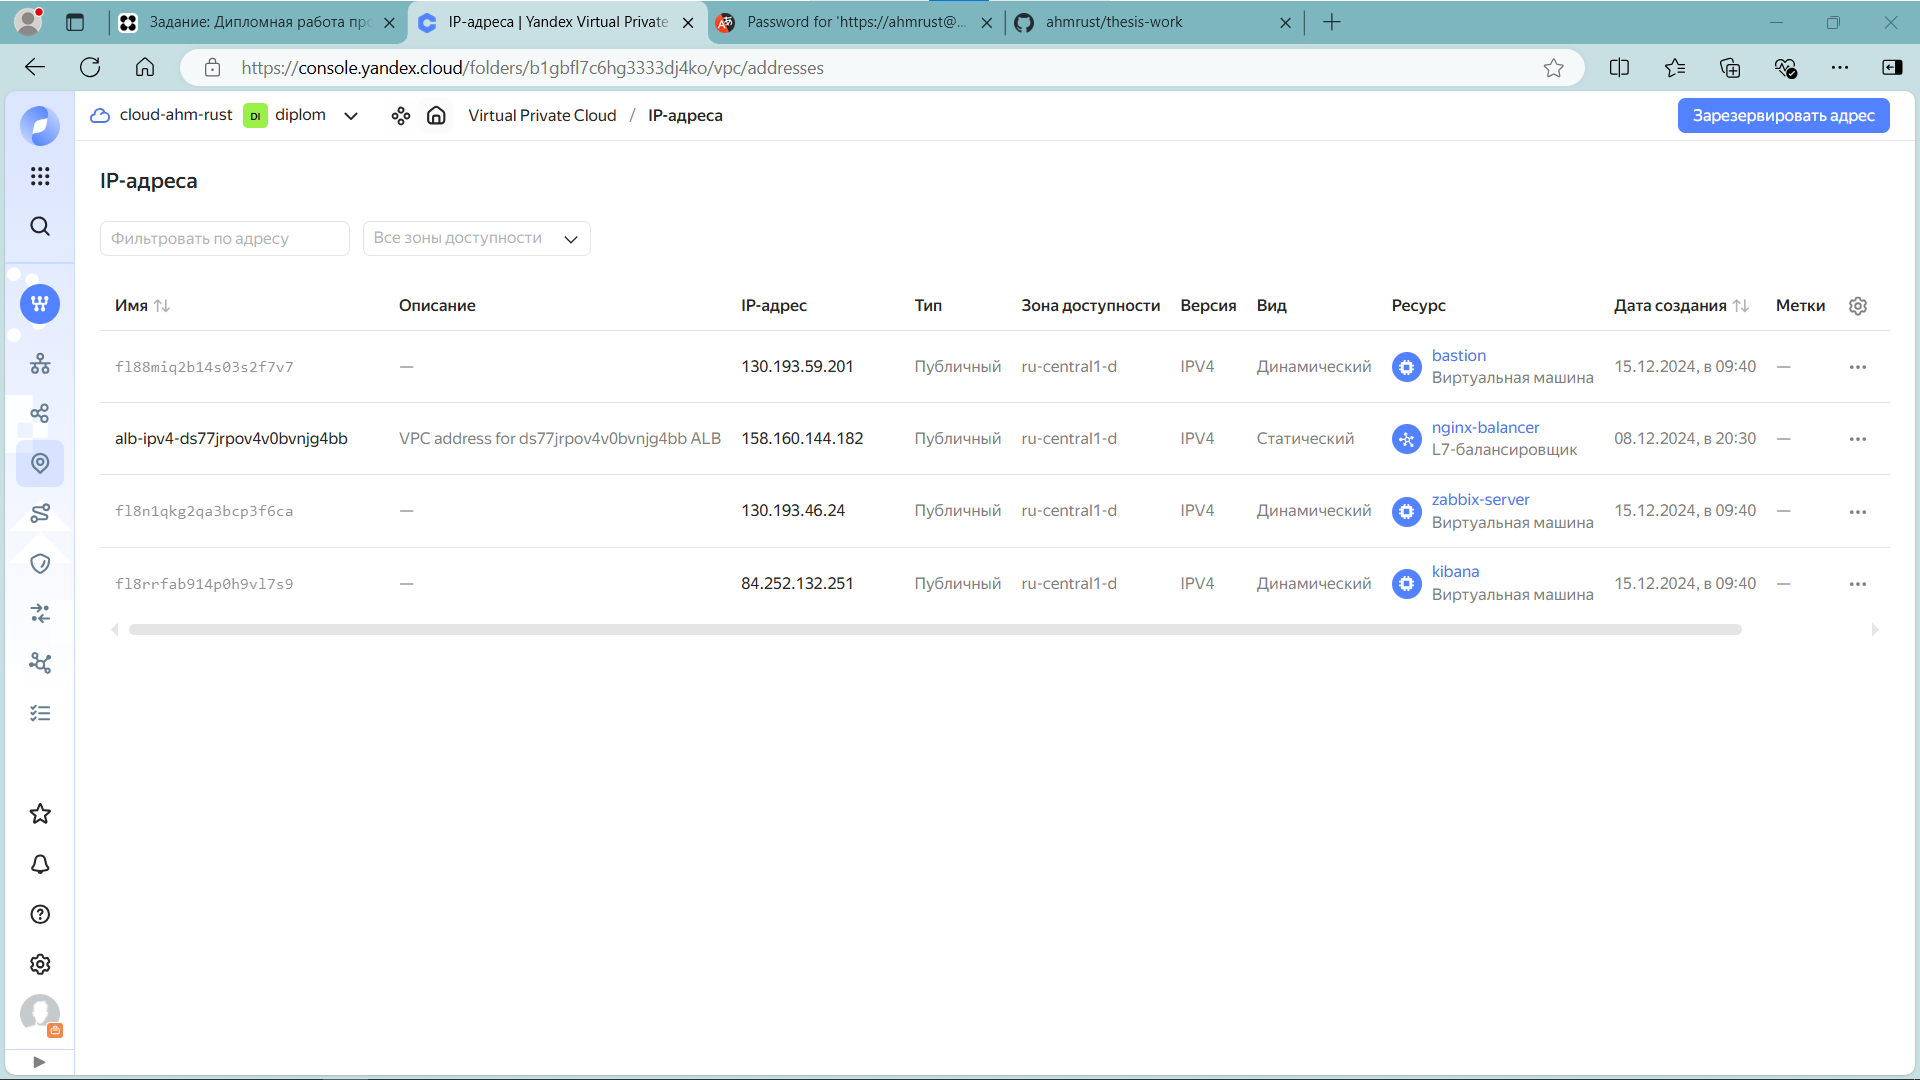 Задание: Дипломная работа про
IP-адреса | Yandex Virtual Private
Password for 'https://ahmrust@...
ahmrust/thesis-work
https://console.yandex.cloud/folders/b1gbfl7c6hg3333dj4ko/vpc/addresses
cloud-ahm-rust DI diplom Virtual Private Cloud / IP-адреса Зарезервировать адрес
IP-адреса
Фильтровать по адресу Все зоны доступности
Имя Описание IP-адрес Тип Зона доступности Версия Вид Ресурс Дата создания Метки
fl88miq2b14s03s2f7v7 — 130.193.59.201 Публичный ru-central1-d IPV4 Динамический bastion 15.12.2024, в 09:40 —
Виртуальная машина
alb-ipv4-ds77jrpov4v0bvnjg4bb VPC address for ds77jrpov4v0bvnjg4bb ALB 158.160.144.182 Публичный ru-central1-d IPV4 Статический nginx-balancer 08.12.2024, в 20:30 —
L7-балансировщик
fl8n1qkg2qa3bcp3f6ca — 130.193.46.24 Публичный ru-central1-d IPV4 Динамический zabbix-server 15.12.2024, в 09:40 —
Виртуальная машина
fl8rrfab914p0h9vl7s9 — 84.252.132.251 Публичный ru-central1-d IPV4 Динамический kibana 15.12.2024, в 09:40 —
Виртуальная машина